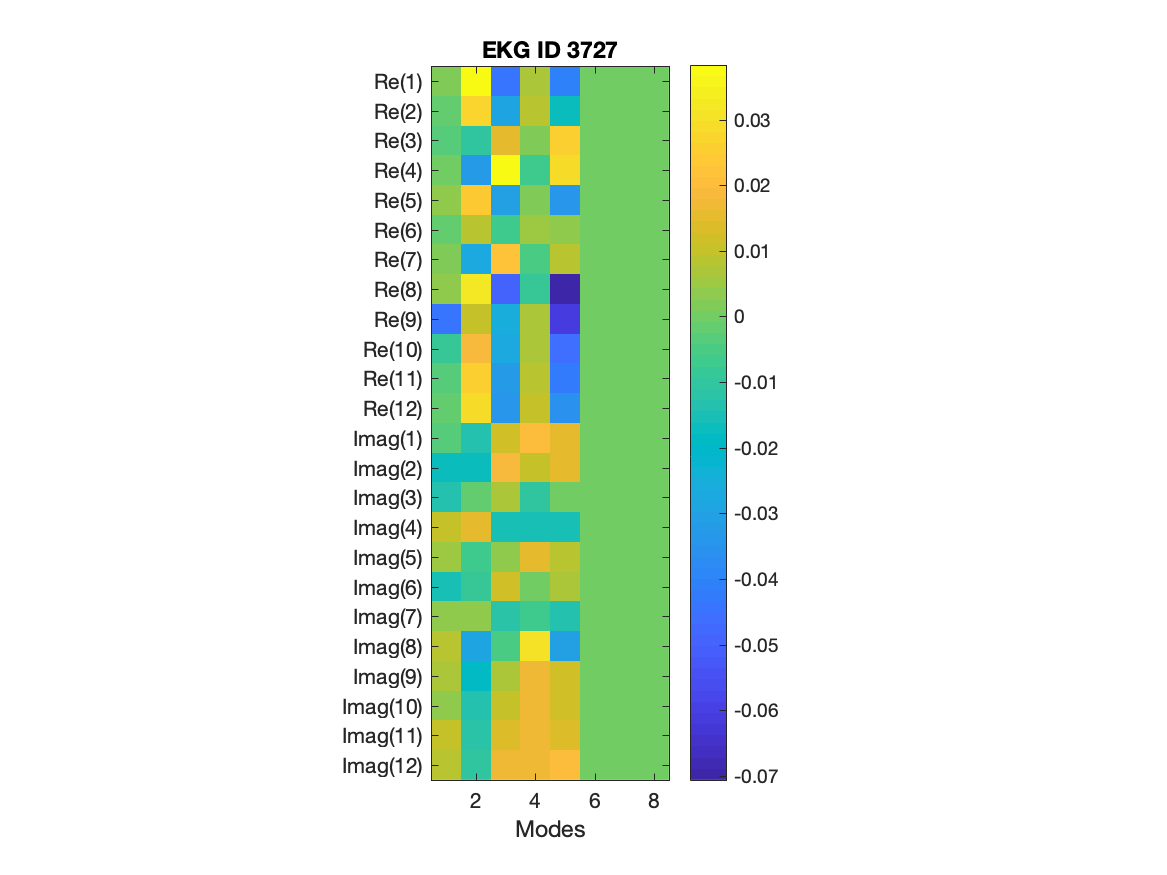 EKG ID 3727
Re(1)
Re(2)
Re(3)
Re(4)
Re(5)
Re(6)
Re(7)
Re(8)
Re(9)
Re(10)
Re(11)
Re(12)
Imag(1)
Imag(2)
Imag(3)
Imag(4)
Imag(5)
Imag(6)
Imag(7)
Imag(8)
Imag(9)
Imag(10)
Imag(11)
Imag(12)
2 4 6 8
Modes
0.03
0.02
0.01
0
-0.01
-0.02
-0.03
-0.04
-0.05
-0.06
-0.07